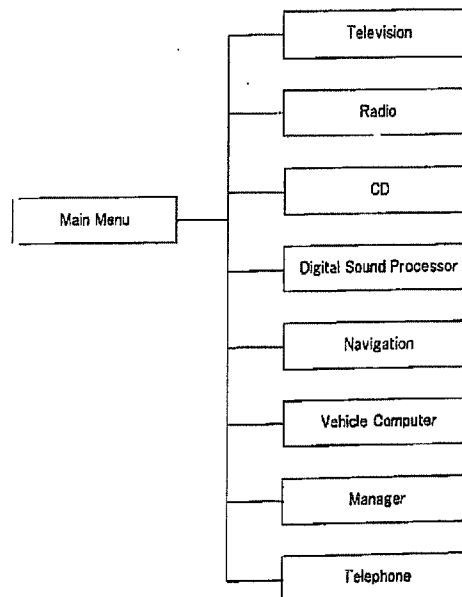 Television
Radio
CD
Main Menu
Digital Sound Processor
Navigation
Vehicle Computer
Manager
Telephone